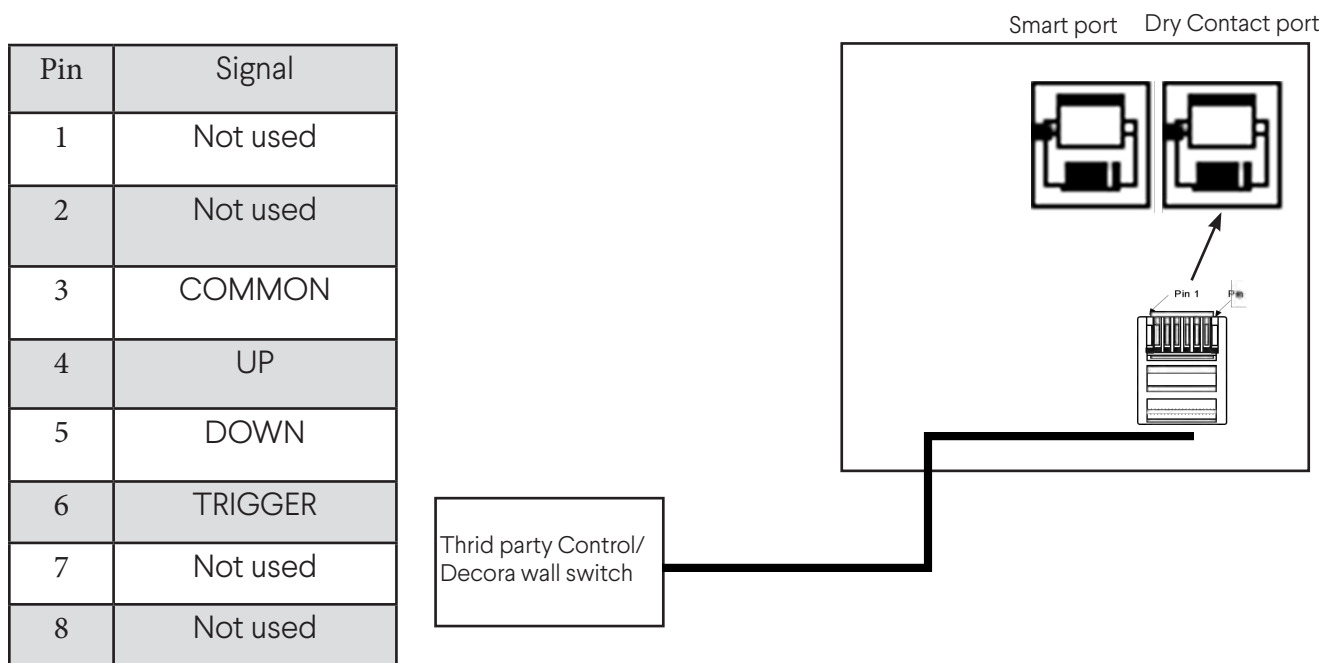 Smart port Dry Contact port
Pin Signal
1 Not used
2 Not used
3 COMMON
4 UP
5 DOWN
6 TRIGGER
7 Not used
8 Not used
Pin 1
Thrid party Control/
Decora wall switch